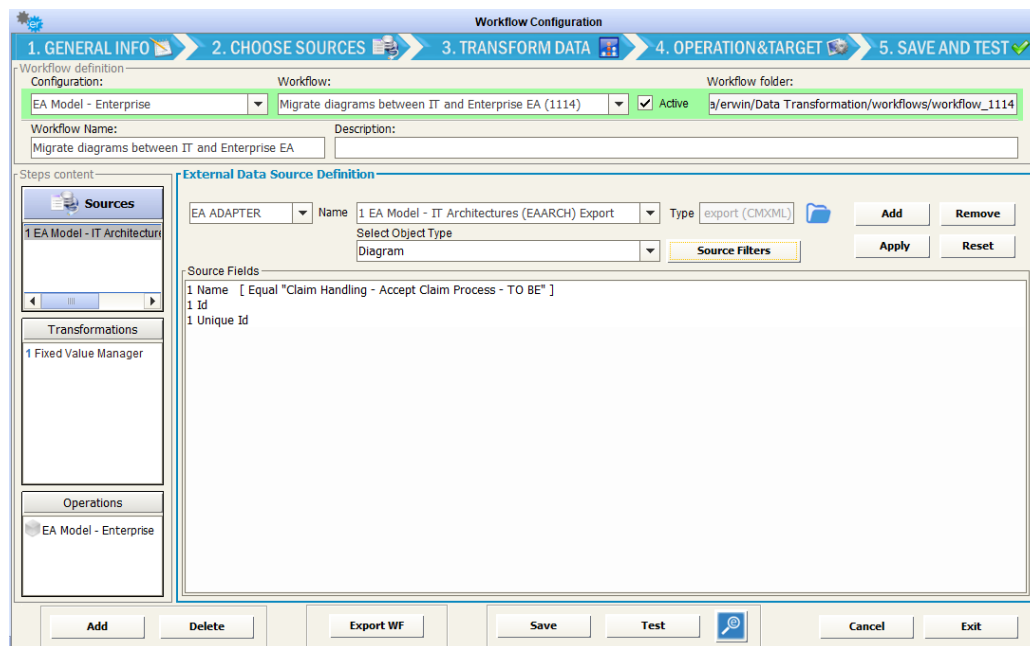 er
Workflow Configuration
1. GENERAL INFO 2. CHOOSE SOURCES 3. TRANSFORM DATA 4. OPERATION&TARGET 5. SAVE AND TEST
Workflow definition
Configuration: Workflow: Workflow folder:
EA Model - Enterprise Migrate diagrams between IT and Enterprise EA (1114) Active a/erwin/Data Transformation/workflows/workflow_1114
Workflow Name: Description:
Migrate diagrams between IT and Enterprise EA
Steps content External Data Source Definition
Sources
EA ADAPTER Name 1 EA Model - IT Architectures (EAARCH) Export Type export (CMXML) Add Remove
1 EA Model - IT Architecture
Select Object Type
Diagram Source Filters Apply Reset
Source Fields
1 Name [ Equal "Claim Handling - Accept Claim Process - TO BE" ]
1 Id
1 Unique Id
Transformations
1 Fixed Value Manager
Operations
EA Model - Enterprise
Add Delete Export WF Save Test Cancel Exit